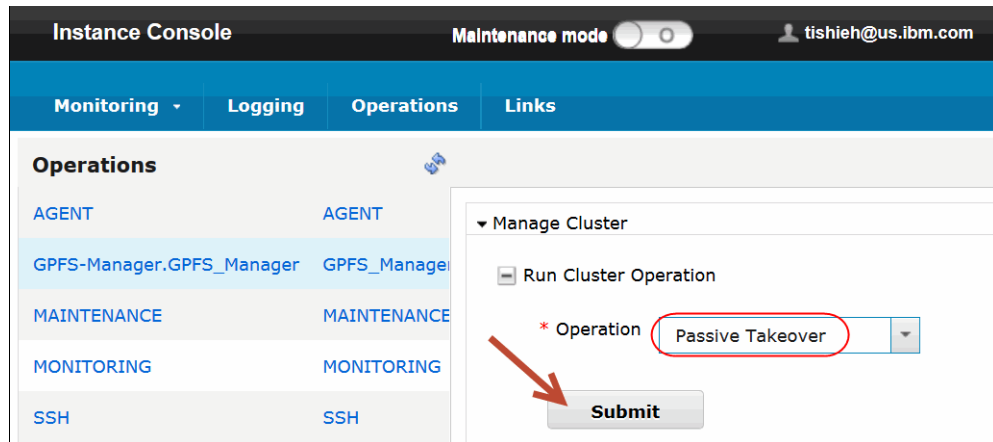 Instance Console Maintenance mode O tishieh@us.ibm.com
Monitoring Logging Operations Links
Operations
AGENT AGENT
Manage Cluster
GPFS-Manager.GPFS_Manager GPFS_Manager
Run Cluster Operation
MAINTENANCE MAINTENANCE
* Operation Passive Takeover
MONITORING MONITORING
SSH SSH
Submit